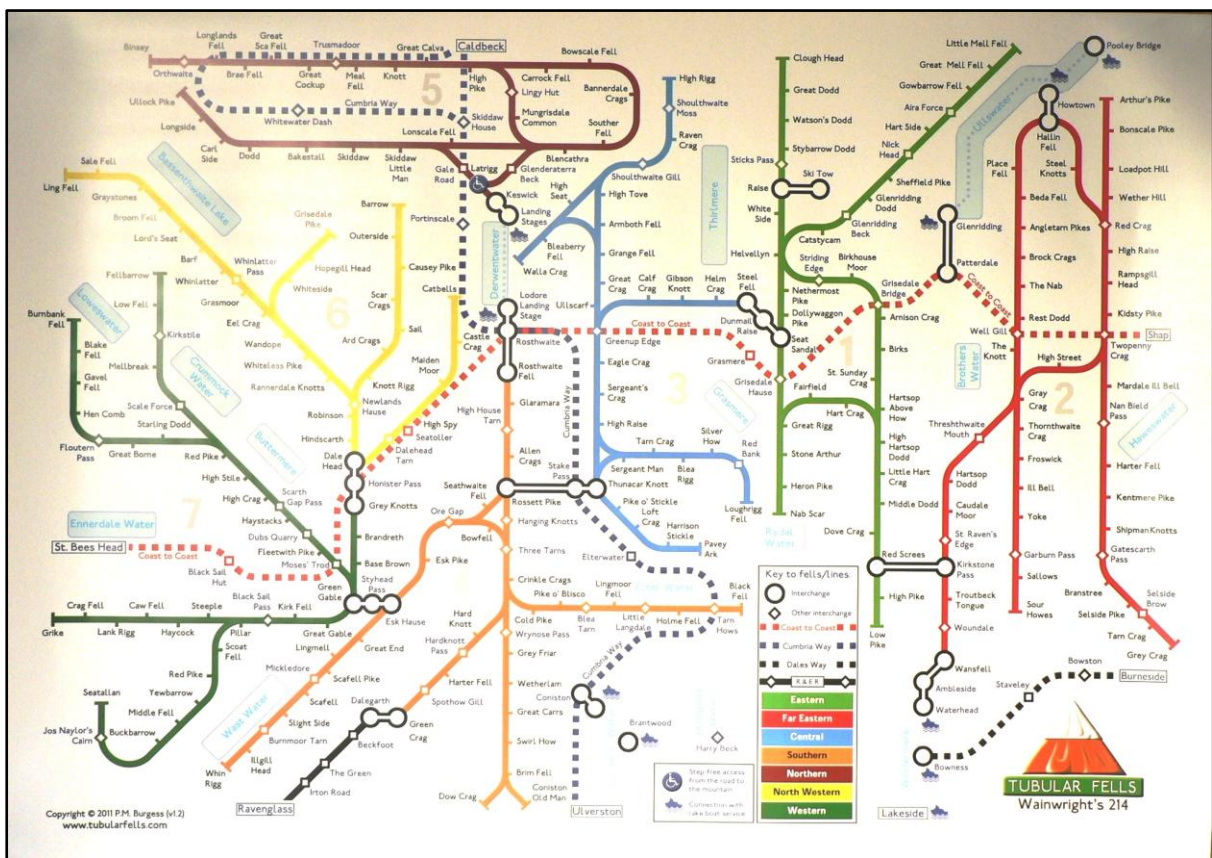 Binsey
Longlands
Fell
Great
Sca Fell
Trusmadoor
Great Calva
Caldbeck
Bowscale Fell
Orthwaite
Brae Fell
Great
Cockup
Meal
Fell
Knott
5
High
Pike
Carrock Fell
Lingy Hut
Bannerdale
Crags
Ullock Pike
Cumbria Way
Whitewater Dash
Skiddaw
House
Mungrisdale
Common
Souther
Fell
Longside
Lonscale Fell
Carl
Side
Dodd
Bakestall
Skiddaw
Skiddaw
Little
Man
Gale
Road
Latrigg
Blencathra
Glenderaterra
Beck
Keswick
Landing
Stages
Portinscale
High Rigg
Shoulthwaite
Moss
Raven
Crag
Shoulthwaite Gill
High
Seat
High Tove
Bleaberry
Fell
Walla Crag
Armboth Fell
Grange Fell
Great
Crag
Calf
Crag
Gibson
Knott
Helm
Crag
Steel
Fell
Dunmail
Raise
Ullscarf
Thirlmere
Derwentwater
Clough Head
Great Dodd
Watson's Dodd
Stybarrow Dodd
Sticks Pass
Raise
Ski Tow
White
Side
Helvellyn
Catstycam
Striding
Edge
Birkhouse
Moor
Nethermost
Pike
Dollywaggon
Pike
Seat
Sandal
Little Mell Fell
Great Mell Fell
Gowbarrow Fell
Aira Force
Hart Side
Nick
Head
Sheffield Pike
Glenridding
Dodd
Glenridding
Beck
Pooley Bridge
Ullswater
Howtown
Hallin
Fell
Glenridding
Patterdale
Grisedale
Bridge
Arnison Crag
Coast to Coast
Place
Fell
Steel
Knotts
Beda Fell
Angletarn Pikes
Brock Crags
The Nab
Rest Dodd
Well Gill
The
Knott
Arthur's Pike
Bonscale Pike
Loadpot Hill
Wether Hill
Red Crag
High Raise
Rampsgill
Head
Kidsty Pike
Shap
Twopenny
Crag
High Street
Sale Fell
Ling Fell
Graystones
Broom Fell
Lord's Seat
Barf
Whinlatter
Bassenthwaite Lake
Whinlatter
Pass
Grisedale
Pike
Hopegill Head
Whiteside
Grasmoor
Eel Crag
Wandope
Whiteless Pike
Rannerdale Knotts
Robinson
Hindscarth
Dale
Head
6
Barrow
Outerside
Causey Pike
Scar
Crags
Sail
Ard Crags
Knott Rigg
Newlands
Hause
Catbells
Maiden
Moor
High Spy
Seatoller
Dalehead
Tarn
Castle
Crag
Fellbarrow
Low Fell
Kirkstile
Mellbreak
Scale Force
Starling Dodd
Loweswater
Crummock
Water
Burnbank
Fell
Blake
Fell
Gavel
Fell
Hen Comb
Floutern
Pass
Great Borne
Red Pike
High Stile
High Crag
Buttermere
Scarth
Gap Pass
Haystacks
Dubs Quarry
Fleetwith Pike
Moses' Trod
Honister Pass
Grey Knotts
Brandreth
Base Brown
Green
Gable
Styhead
Pass
7
Ennerdale Water
St. Bees Head
Coast to Coast
Black Sail
Hut
Lodore
Landing
Stage
Rosthwaite
Rosthwaite
Fell
Glaramara
High House
Tarn
Allen
Crags
Seathwaite
Fell
Rossett Pike
Hanging Knotts
Three Tarns
Ore Gap
Bowfell
Esk Pike
Esk Hause
Great End
Cumbria Way
Stake
Pass
Coast to Coast
Greenup Edge
Eagle Crag
Sergeant's
Crag
High Raise
3
Grasmere
Grasmere
Tarn Crag
Silver
How
Sergeant Man
Blea
Rigg
Red
Bank
Loughrigg
Fell
Thunacar Knott
Pike o' Stickle
Loft
Crag
Harrison
Stickle
Pavey
Ark
Elterwater
1
Grisedale
Hause
Fairfield
Great Rigg
Stone Arthur
Heron Pike
Nab Scar
Rydal
Water
Hart Crag
St. Sunday
Crag
Birks
Hartsop
Above
How
High
Hartsop
Dodd
Little Hart
Crag
Middle Dodd
Dove Crag
Red Screes
High Pike
Low
Pike
Brothers
Water
2
Threshthwaite
Mouth
Hartsop
Dodd
Caudale
Moor
St. Raven's
Edge
Kirkstone
Pass
Troutbeck
Tongue
Woundale
Wansfell
Ambleside
Waterhead
Bowness
Gray
Crag
Thornthwaite
Crag
Froswick
Ill Bell
Yoke
Garburn Pass
Sallows
Sour
Howes
Mardale Ill Bell
Nan Bield
Pass
Haweswater
Harter Fell
Kentmere Pike
Shipman Knotts
Gatescarth
Pass
Branstree
Selside Pike
Selside
Brow
Tarn Crag
Grey Crag
Staveley
Bowston
Burneside
Crag Fell
Grike
Lank Rigg
Caw Fell
Haycock
Steeple
Pillar
Black Sail
Pass
Kirk Fell
Great Gable
Scoat
Fell
Red Pike
Yewbarrow
Middle Fell
Buckbarrow
Seatallan
Jos Naylor's
Cairn
Lingmell
Mickledore
Scafell Pike
Scafell
Slight Side
Burnmoor Tarn
Illgill
Head
Whin
Rigg
Wast Water
Hard
Knott
Hardknott
Pass
Harter Fell
Spothow Gill
Green
Crag
Dalegarth
Beckfoot
The Green
Irton Road
Ravenglass
Crinkle Crags
Pike o' Blisco
Lingmoor
Fell
Black
Fell
Cold Pike
Wrynose Pass
Blea
Tarn
Little
Langdale
Holme Fell
Tarn
Hows
Grey Friar
Wetherlam
Great Carrs
Swirl How
Brim Fell
Dow Crag
Coniston
Old Man
Cumbria Way
Coniston
Brantwood
Harry Beck
Ulverston
Lakeside
Key to fells/lines
Interchange
Other interchange
Coast to Coast
Cumbria Way
Dales Way
R & E R
Eastern
Far Eastern
Central
Southern
Northern
North Western
Western
Step-free access
from the road to
the mountain
Connection with
lake boat service
TUBULAR FELLS
Wainwright's 214
Copyright © 2011 P.M. Burgess (v1.2)
www.tubularfells.com